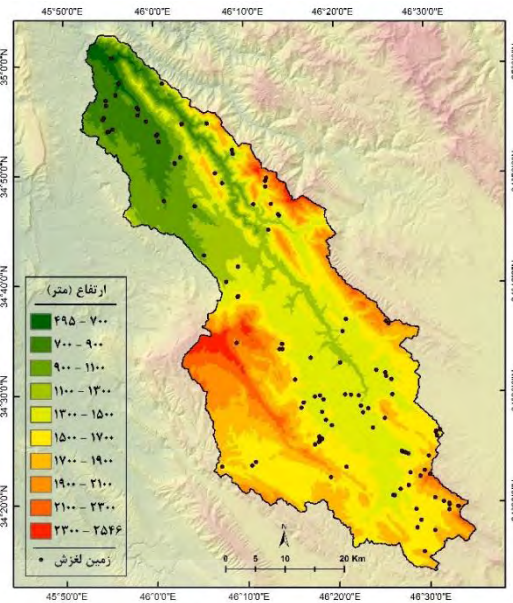 45°50'0"E 46°0'0"E 46°10'0"E 46°20'0"E 46°30'0"E
35°0'0"N
34°50'0"N
34°40'0"N
34°30'0"N
34°20'0"N
ارتفاع (متر)
۴۹۵ - ۷۰۰
۷۰۰ - ۹۰۰
۹۰۰ - ۱۱۰۰
۱۱۰۰ - ۱۳۰۰
۱۳۰۰ - ۱۵۰۰
۱۵۰۰ - ۱۷۰۰
۱۷۰۰ - ۱۹۰۰
۱۹۰۰ - ۲۱۰۰
۲۱۰۰ - ۲۳۰۰
۲۳۰۰ - ۲۵۴۶
زمین لغزش
N
0 5 10 20 Km
45°50'0"E 46°0'0"E 46°10'0"E 46°20'0"E 46°30'0"E